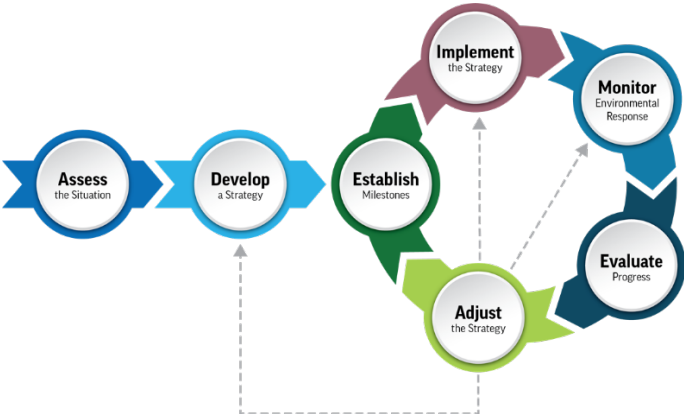 Assess
the Situation
Develop
a Strategy
Establish
Milestones
Implement
the Strategy
Monitor
Environmental
Response
Evaluate
Progress
Adjust
the Strategy